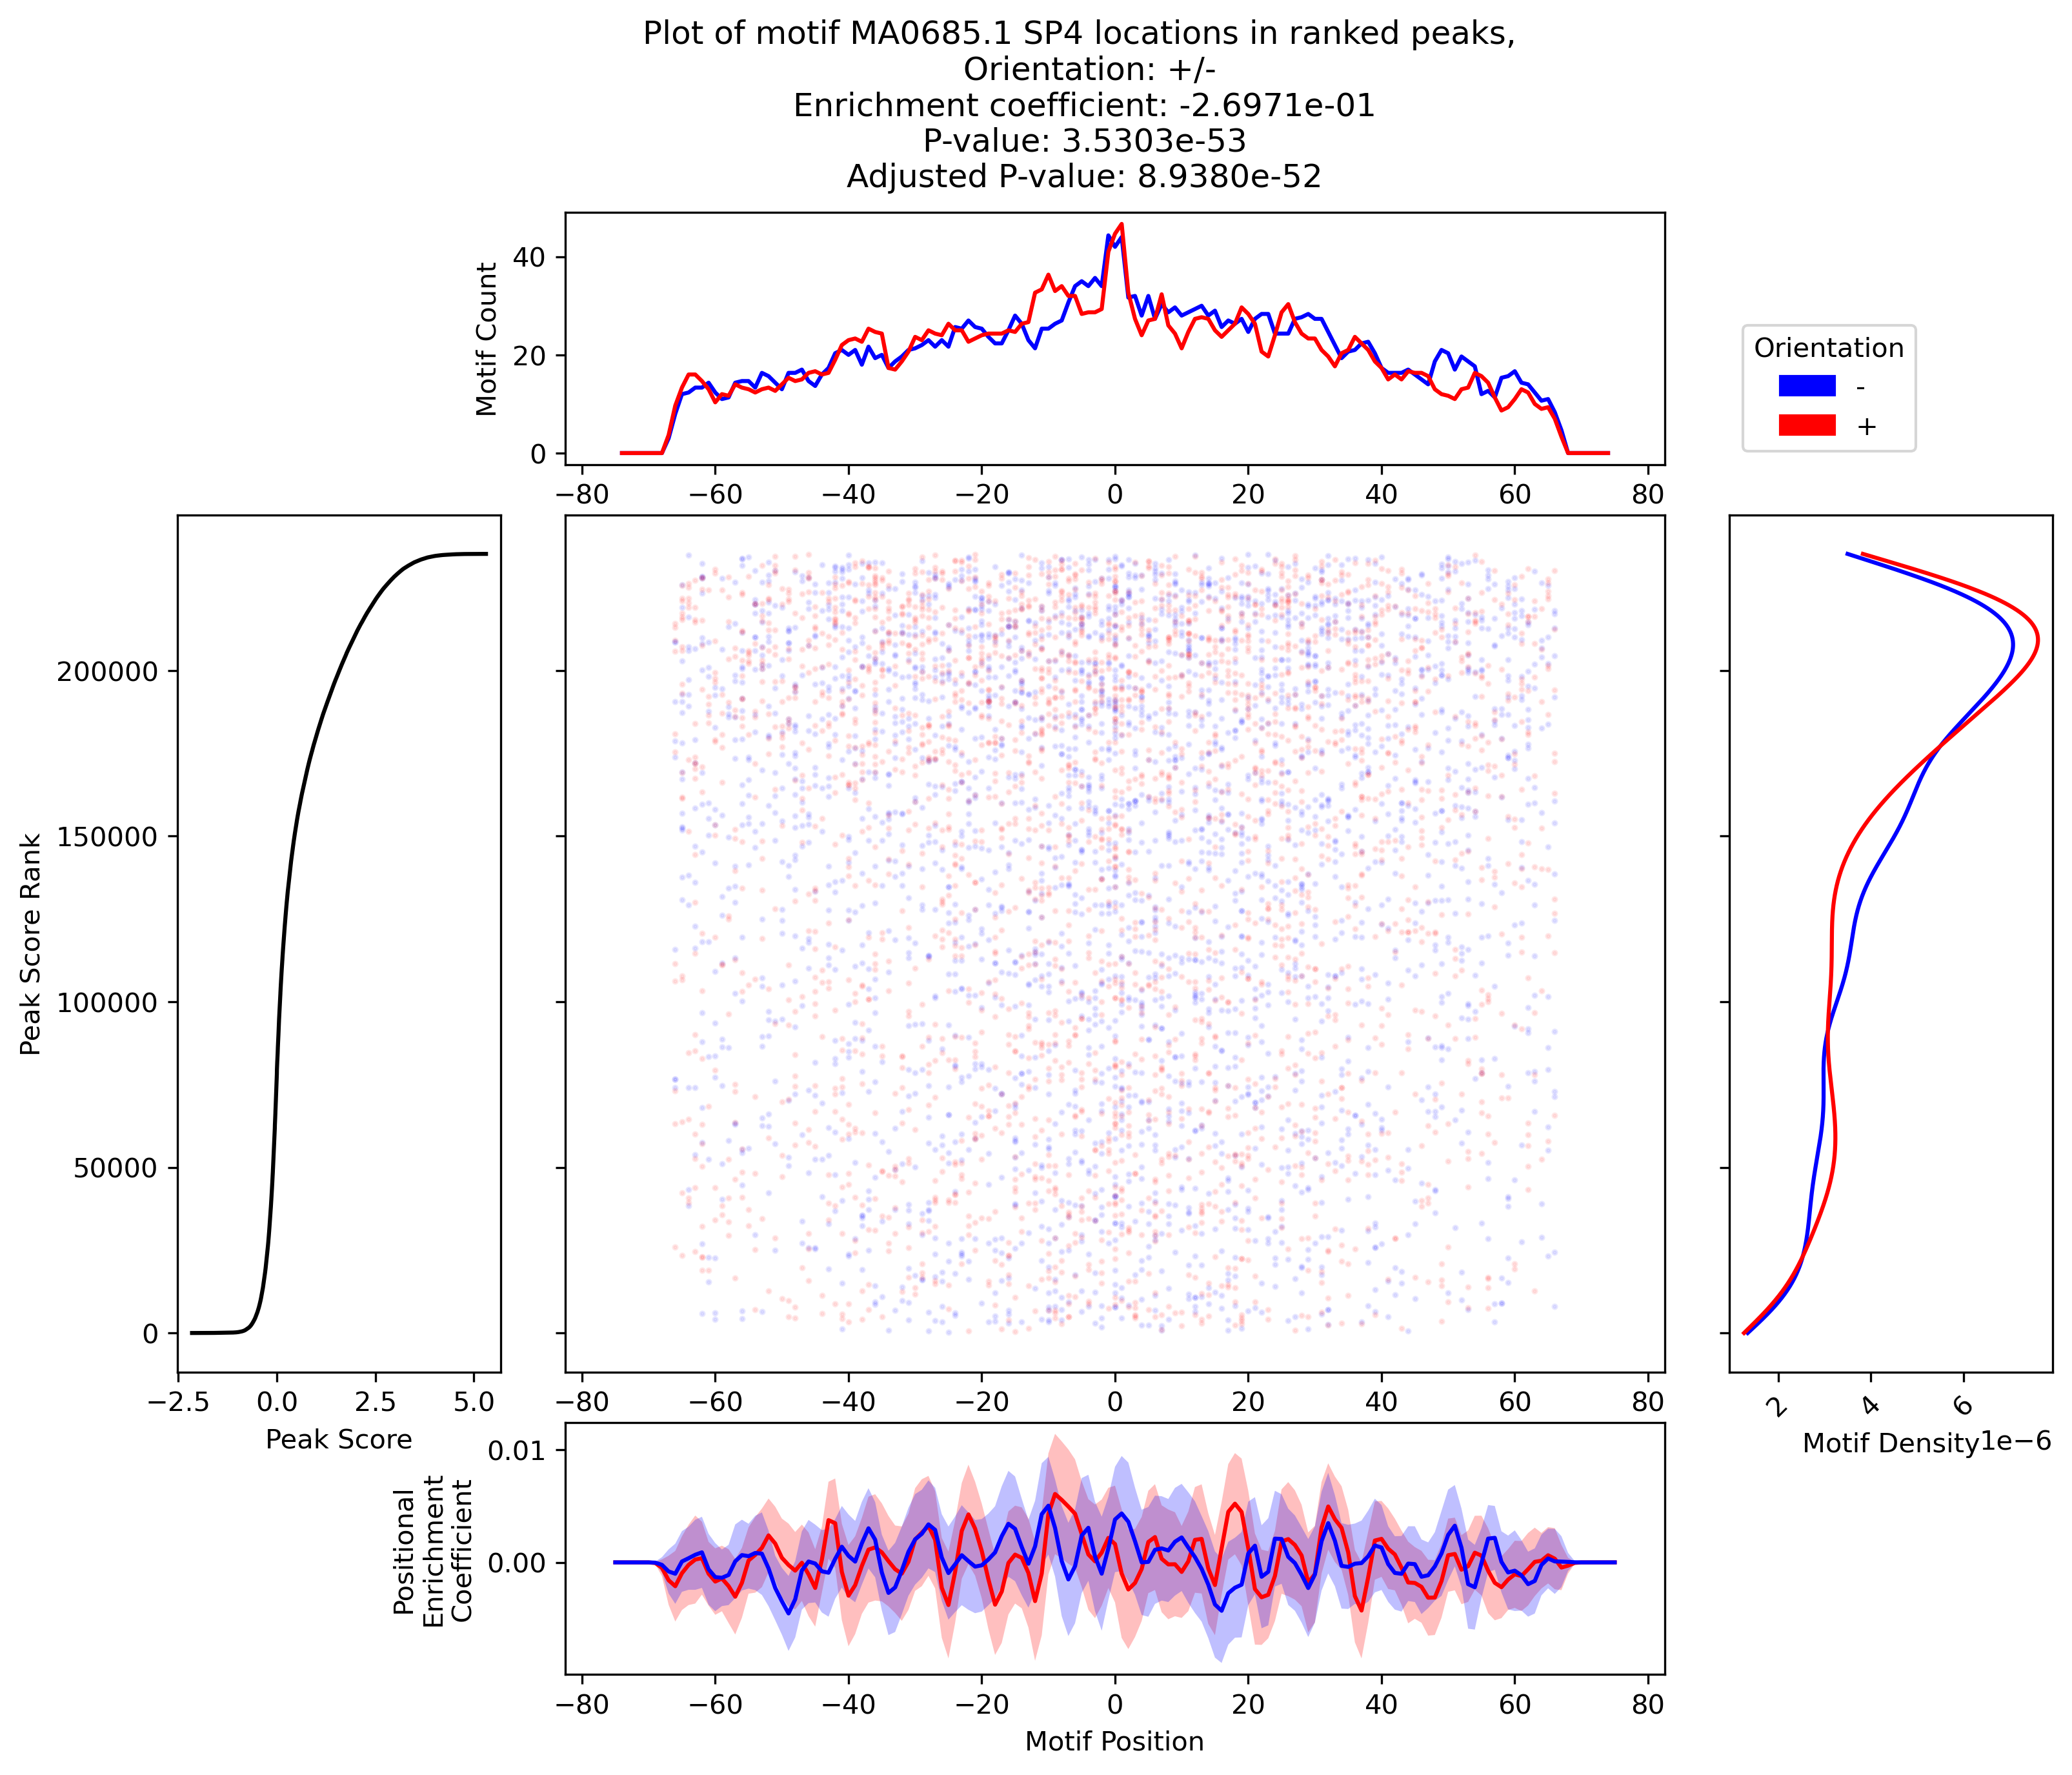 Plot of motif MA0685.1 SP4 locations in ranked peaks,
Orientation: +/-
Enrichment coefficient: -2.6971e-01
P-value: 3.5303e-53
Adjusted P-value: 8.9380e-52
Motif Count
40
20
0
−80 −60 −40 −20 0 20 40 60 80
Orientation
-
+
Peak Score Rank
200000
150000
100000
50000
0
−2.5 0.0 2.5 5.0
Peak Score
−80 −60 −40 −20 0 20 40 60 80
2 4 6
Motif Density
1e−6
Positional
Enrichment
Coefficient
0.01
0.00
−80 −60 −40 −20 0 20 40 60 80
Motif Position